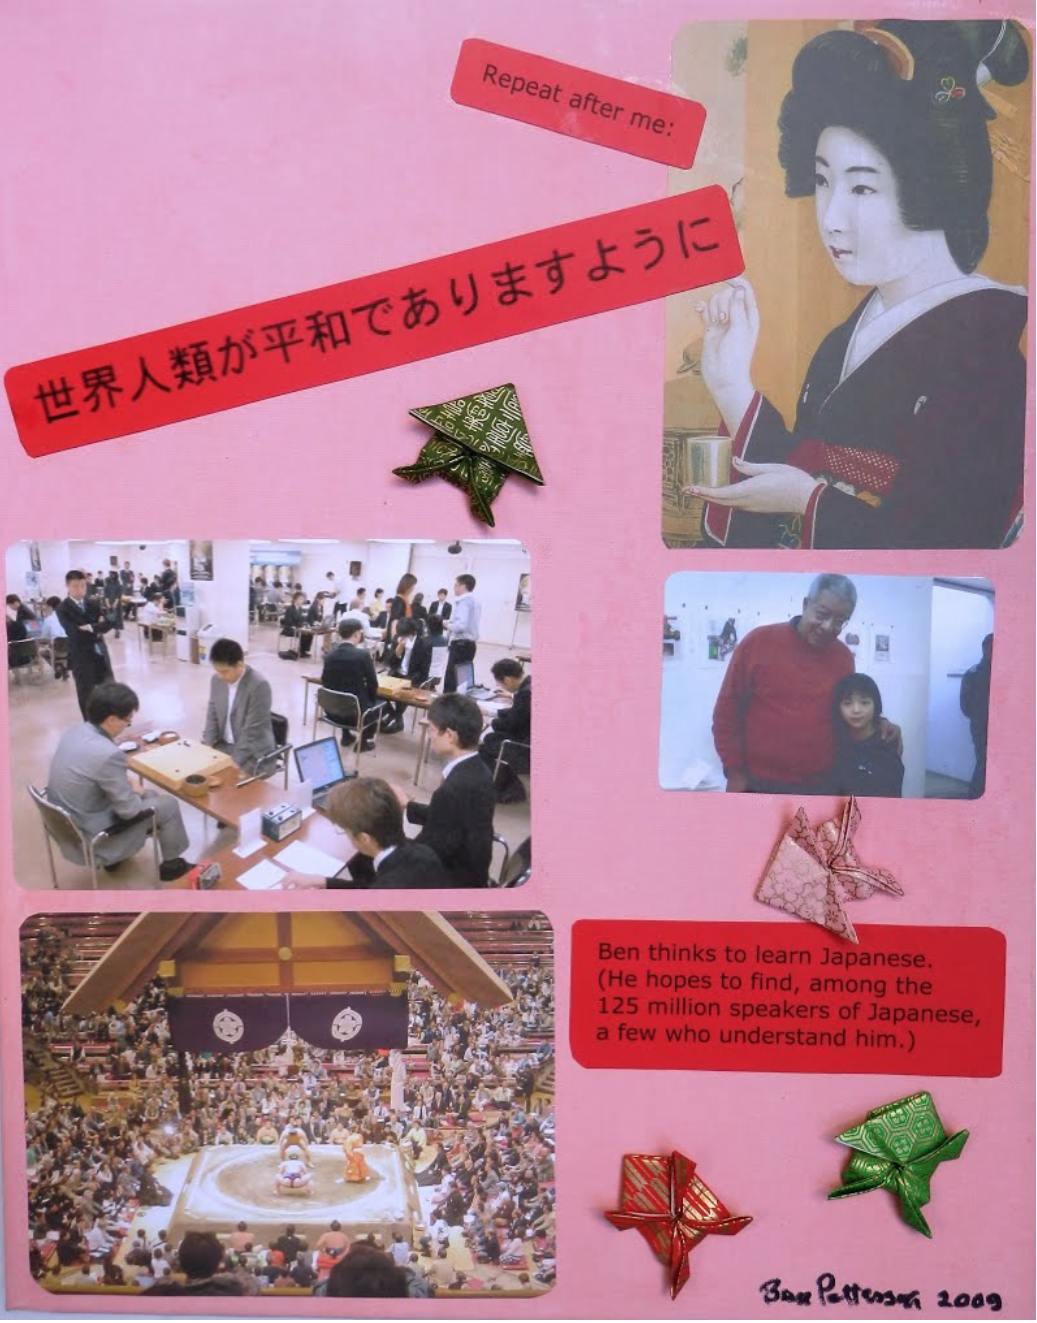 Repeat after me:
世界人類が平和でありますように
Ben thinks to learn Japanese.
(He hopes to find, among the
125 million speakers of Japanese,
a few who understand him.)
Ben Patterson 2009